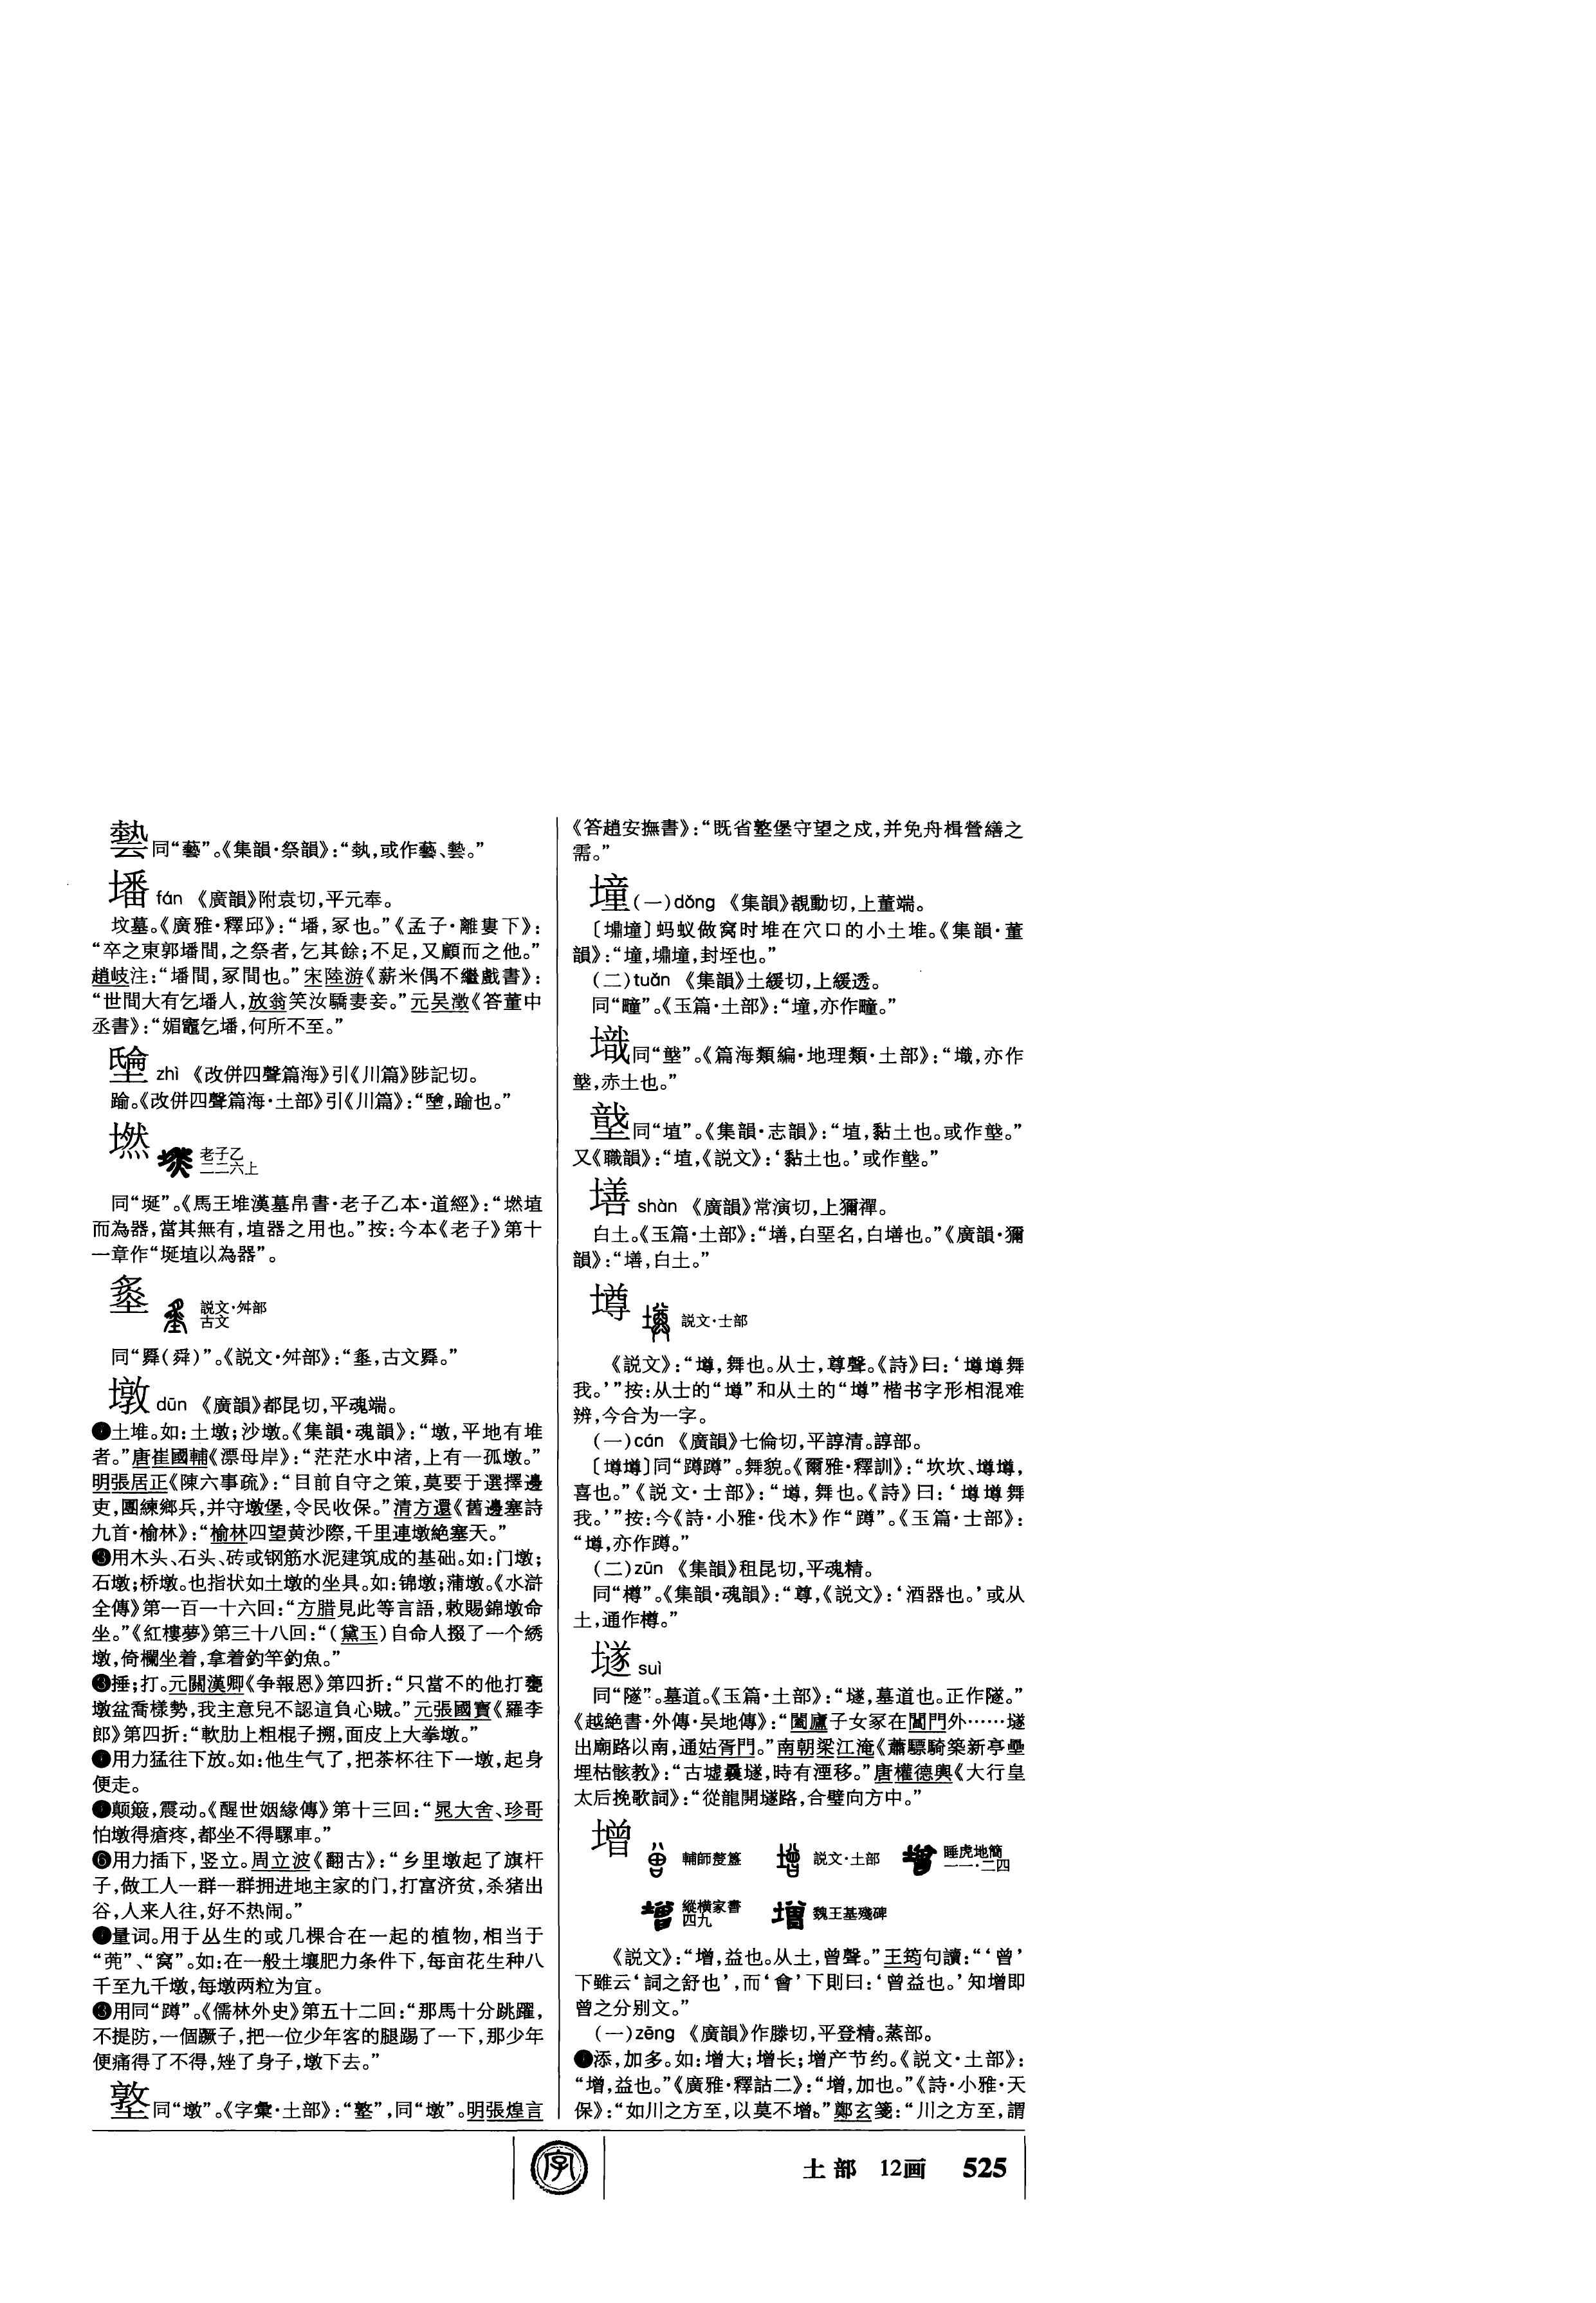 埶 同“藝”。《集韻·祭韻》：“埶，或作藝、。”
墦 fán 《廣韻》附袁切，平元奉。
坟墓。《廣雅·釋邱》：“墦，冢也。”《孟子·離婁下》：
“卒之東郭墦間，之祭者，乞其餘；不足，又顧而之他。”
趙岐注：“墦間，冢間也。”宋陸游《薪米偶不繼戲書》：
“世間大有乞墦人，放翁笑汝驕妻妾。”元吴澂《答董中
丞書》：“媚竈乞墦，何所不至。”
zhì 《改併四聲篇海》引《川篇》陟記切。
踰。《改併四聲篇海·土部》引《川篇》：“，踰也。”
㙕 老子乙
二二六上
同“埏”。《馬王堆漢墓帛書·老子乙本·道經》：“埴
而為器，當其無有，埴器之用也。”按：今本《老子》第十
一章作“埏埴以為器”。
説文·舛部
古文
同“䑞(舜)”。《説文·舛部》：“，古文䑞。”
墩 dūn 《廣韻》都昆切，平魂端。
❶土堆。如：土墩；沙墩。《集韻·魂韻》：“墩，平地有堆
者。”唐崔國輔《漂母岸》：“茫茫水中渚，上有一孤墩。”
明張居正《陳六事疏》：“目前自守之策，莫要于選擇邊
吏，團練鄉兵，并守墩堡，令民收保。”清方還《舊邊塞詩
九首·榆林》：“榆林四望黄沙際，千里連墩絶塞天。”
❷用木头、石头、砖或钢筋水泥建筑成的基础。如：门墩；
石墩；桥墩。也指状如土墩的坐具。如：锦墩；蒲墩。《水滸
全傳》第一百一十六回：“方腊見此等言語，敕賜錦墩命
坐。”《紅樓夢》第三十八回：“(黛玉)自命人掇了一个綉
墩，倚欄坐着，拿着釣竿釣魚。”
❸捶；打。元關漢卿《争報恩》第四折：“只當不的他打甕
墩盆喬樣勢，我主意兒不認這負心賊。”元張國賓《羅李
郎》第四折：“軟肋上粗棍子搠，面皮上大拳墩。”
❹用力猛往下放。如：他生气了，把茶杯往下一墩，起身
便走。
❺颠簸，震动。《醒世姻緣傳》第十三回：“晁大舍、珍哥
怕墩得瘡疼，都坐不得騾車。”
❻用力插下，竖立。周立波《翻古》：“乡里墩起了旗杆
子，做工人一群一群拥进地主家的门，打富济贫，杀猪出
谷，人来人往，好不热闹。”
❼量词。用于丛生的或几棵合在一起的植物，相当于
“蔸”、“窝”。如：在一般土壤肥力条件下，每亩花生种八
千至九千墩，每墩两粒为宜。
❽用同“蹲”。《儒林外史》第五十二回：“那馬十分跳躍，
不提防，一個蹶子，把一位少年客的腿踢了一下，那少年
便痛得了不得，矬了身子，墩下去。”
墪 同“墩”。《字彙·土部》：“墪”，同“墩”。明張煌言
《答趙安撫書》：“既省墪堡守望之戍，并免舟楫營繕之
需。”
墥 (一)dǒng 《集韻》覩動切，上董端。
〔墥〕蚂蚁做窝时堆在穴口的小土堆。《集韻·董
韻》：“墥，墥，封垤也。”
(二)tuǎn 《集韻》土緩切，上緩透。
同“疃”。《玉篇·土部》：“墥，亦作疃。”
同“”。《篇海類編·地理類·土部》：“，亦作
，赤土也。”
同“埴”。《集韻·志韻》：“埴，黏土也。或作。”
又《職韻》：“埴，《説文》：‘黏土也。’或作。”
墡 shàn 《廣韻》常演切，上獮禪。
白土。《玉篇·土部》：“墡，白堊名，白墡也。”《廣韻·獮
韻》：“墡，白土。”
墫 説文·士部
《説文》：“墫，舞也。从士，尊聲。《詩》曰：‘墫墫舞
我。’”按：从士的“壿”和从土的“墫”楷书字形相混难
辨，今合为一字。
(一)cún 《廣韻》七倫切，平諄清。諄部。
〔墫墫〕同“蹲蹲”。舞貌。《爾雅·釋訓》：“坎坎、墫墫，
喜也。”《説文·士部》：“墫，舞也。《詩》曰：‘墫墫舞
我。’”按：今《詩·小雅·伐木》作“蹲”。《玉篇·士部》：
“墫，亦作蹲。”
(二)zūn 《集韻》租昆切，平魂精。
同“樽”。《集韻·魂韻》：“尊，《説文》：‘酒器也。’或从
土，通作樽。”
㙬 suì
同“隧”。墓道。《玉篇·土部》：“，墓道也。正作隧。”
《越絶書·外傳·吴地傳》：“闔廬子女冢在閶門外……
出廟路以南，通姑胥門。”南朝梁江淹《蕭驃騎築新亭壘
埋枯骸教》：“古墟曩，時有湮移。”唐權德輿《大行皇
太后挽歌詞》：“從龍開路，合璧向方中。”
增 輔師嫠簋 説文·土部 睡虎地簡
一一·二四
縱横家書
四九 魏王基殘碑
《説文》：“增，益也。从土，曾聲。”王筠句讀：“‘曾’
下雖云‘詞之舒也’，而‘會’下則曰：‘曾益也。’知增即
曾之分别文。”
(一)zēng 《廣韻》作滕切，平登精。蒸部。
❶添，加多。如：增大；增长；增产节约。《説文·土部》：
“增，益也。”《廣雅·釋詁二》：“增，加也。”《詩·小雅·天
保》：“如川之方至，以莫不增。”鄭玄箋：“川之方至，謂
字
土部 12画 525